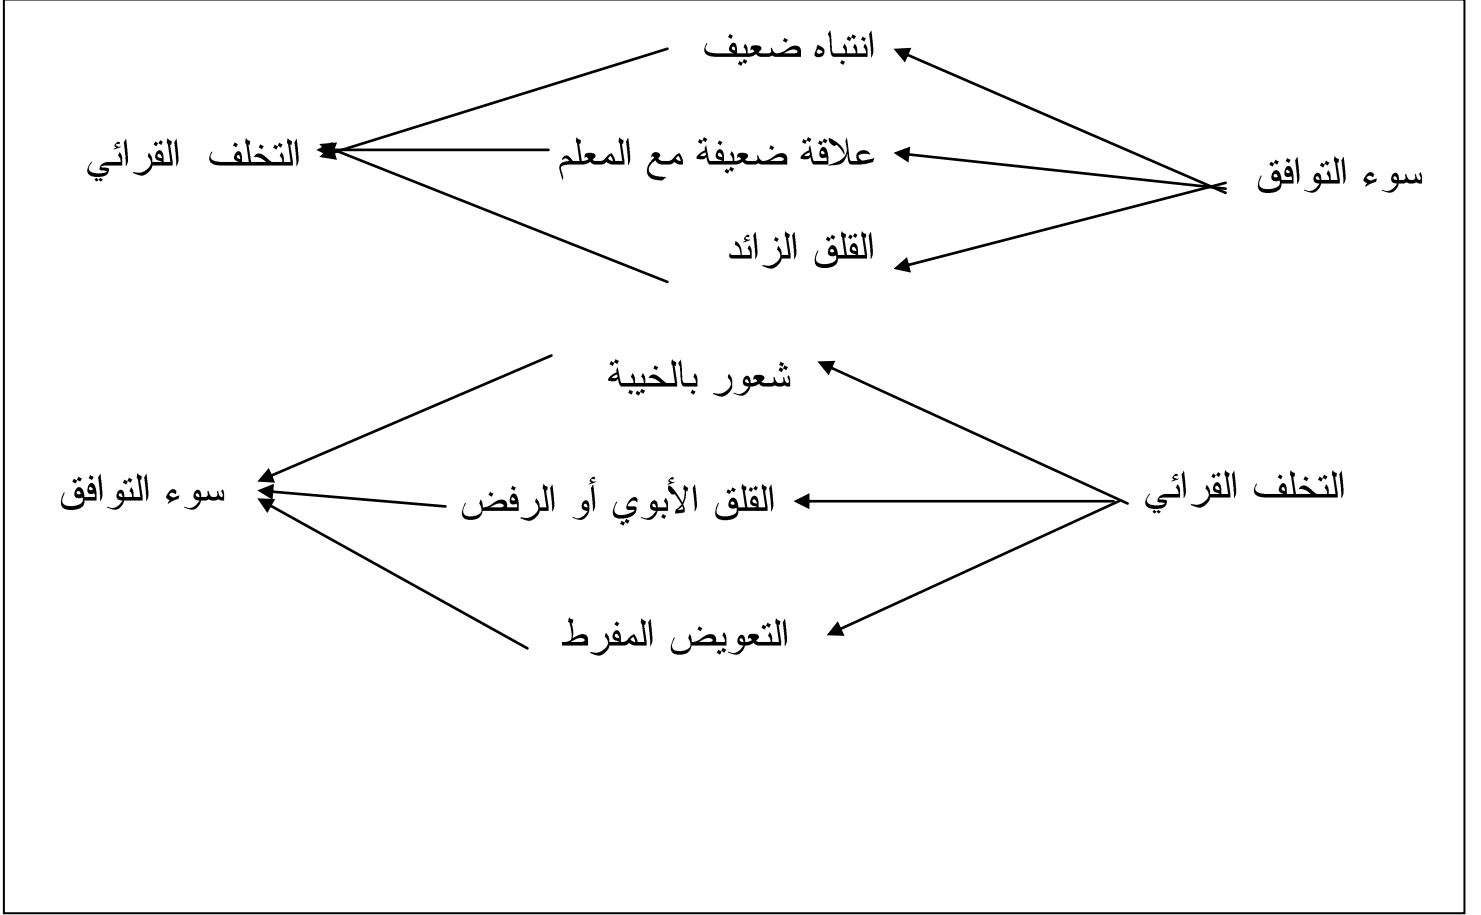 انتباه ضعيف
علاقة ضعيفة مع المعلم
التخلف القرائي
سوء التوافق
القلق الزائد
شعور بالخيبة
التخلف القرائي
القلق الأبوي أو الرفض
سوء التوافق
التعويض المفرط